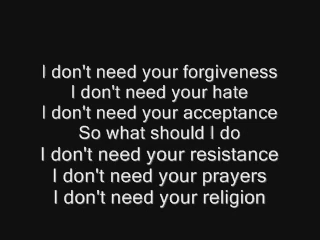 I don't need your forgiveness
I don't need your hate
I don't need your acceptance
So what should I do
I don't need your resistance
I don't need your prayers
I don't need your religion